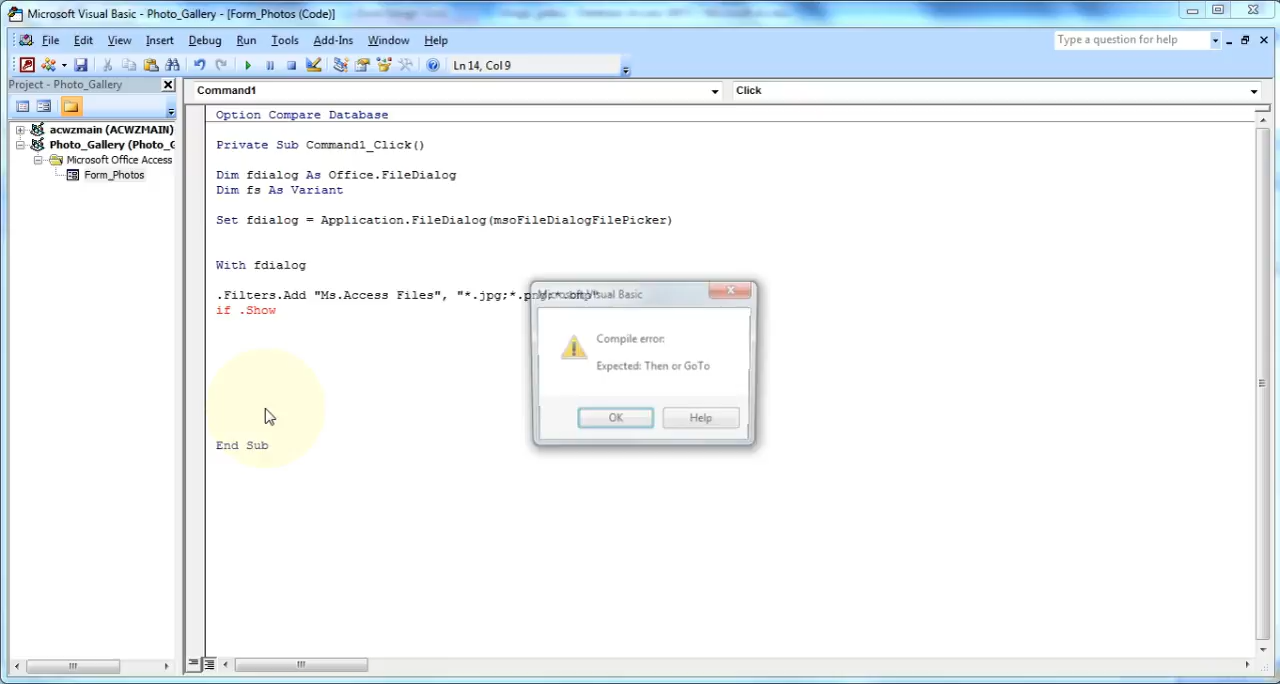 Microsoft Visual Basic - Photo_Gallery - [Form_Photos (Code)]
File Edit View Insert Debug Run Tools Add-Ins Window Help
Type a question for help
Ln 14, Col 9
Project - Photo_Gallery
acwzmain (ACWZMAIN)
Photo_Gallery (Photo_G
Microsoft Office Access
Form_Photos
Command1
Click
Option Compare Database
Private Sub Command1_Click()
Dim fdialog As Office.FileDialog
Dim fs As Variant
Set fdialog = Application.FileDialog(msoFileDialogFilePicker)
With fdialog
.Filters.Add "Ms.Access Files", "*.jpg;*.png;
if .Show
End Sub
Microsoft Visual Basic
Compile error:
Expected: Then or GoTo
OK
Help